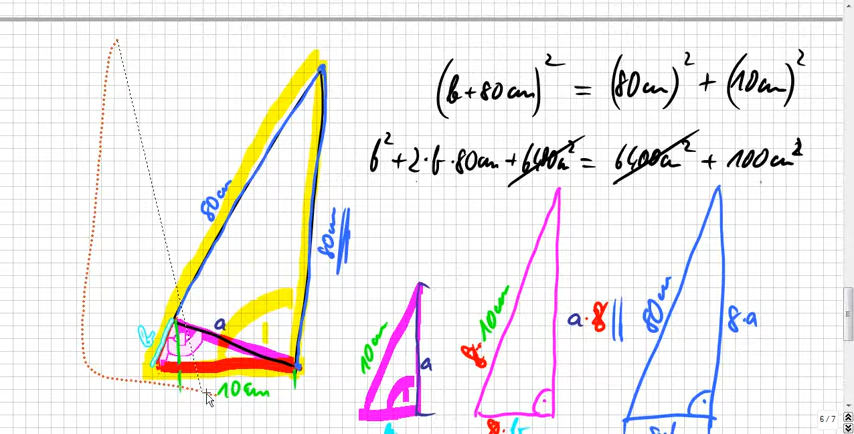 (b+80cm)² = (80cm)² + (10cm)²
b² + 2·b·80cm + 6400cm² = 6400cm² + 100cm²
80cm
80cm
b
a
10cm
10cm
a
8·10cm
a·8
8·b
80cm
8·a
6 / 7